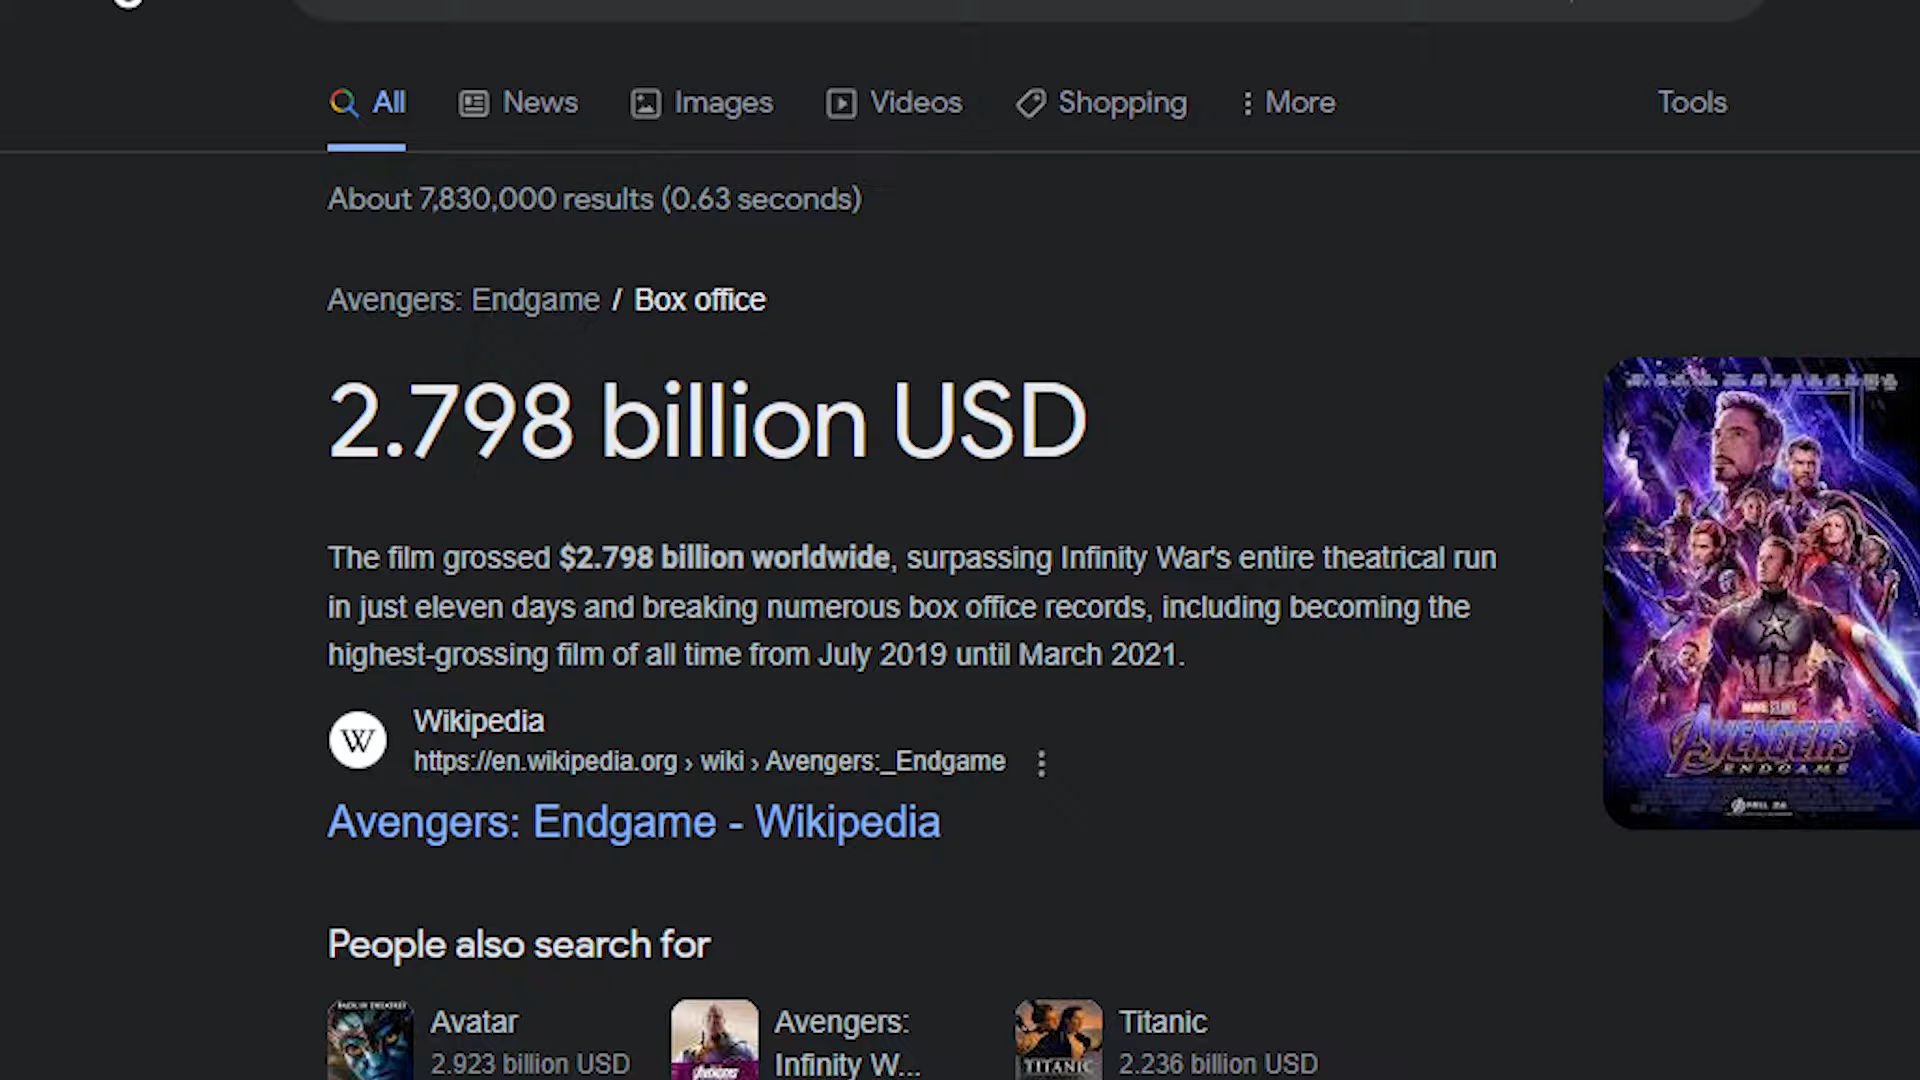 All News Images Videos Shopping More Tools
About 7,830,000 results (0.63 seconds)
Avengers: Endgame / Box office
2.798 billion USD
The film grossed $2.798 billion worldwide, surpassing Infinity War's entire theatrical run
in just eleven days and breaking numerous box office records, including becoming the
highest-grossing film of all time from July 2019 until March 2021.
W
Wikipedia
https://en.wikipedia.org › wiki › Avengers:_Endgame
Avengers: Endgame - Wikipedia
AVENGERS
ENDGAME
People also search for
Avatar
2.923 billion USD
Avengers:
Infinity W...
TITANIC
Titanic
2.236 billion USD